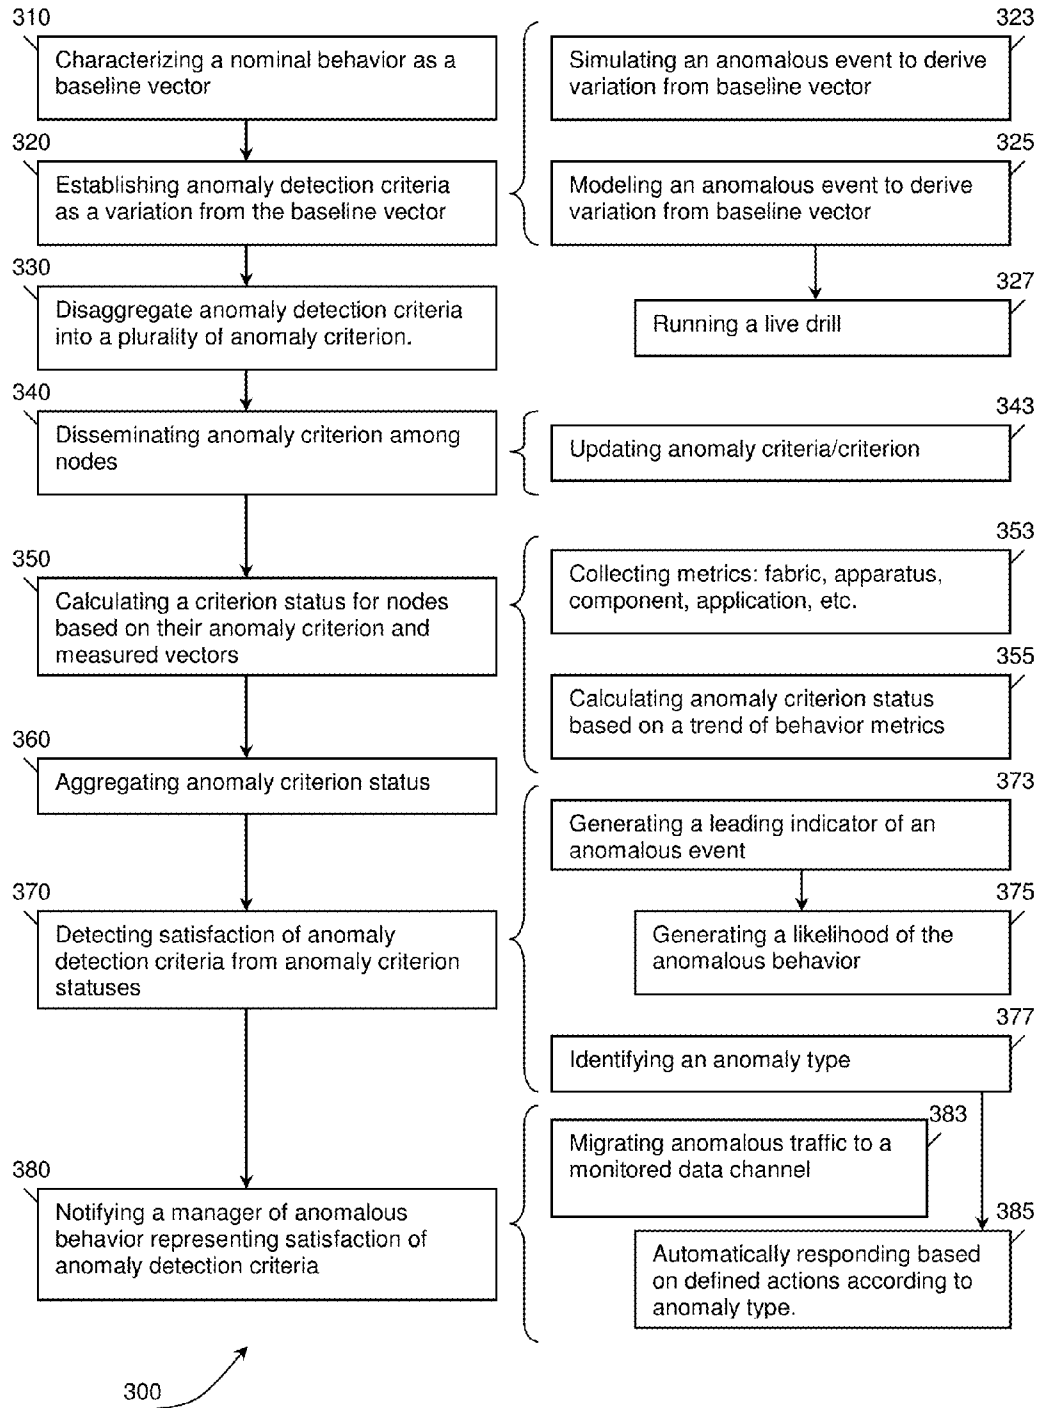 310
Characterizing a nominal behavior as a
baseline vector
323
Simulating an anomalous event to derive
variation from baseline vector
320
Establishing anomaly detection criteria
as a variation from the baseline vector
325
Modeling an anomalous event to derive
variation from baseline vector
327
Running a live drill
330
Disaggregate anomaly detection criteria
into a plurality of anomaly criterion.
340
Disseminating anomaly criterion among
nodes
343
Updating anomaly criteria/criterion
350
Calculating a criterion status for nodes
based on their anomaly criterion and
measured vectors
353
Collecting metrics: fabric, apparatus,
component, application, etc.
355
Calculating anomaly criterion status
based on a trend of behavior metrics
360
Aggregating anomaly criterion status
370
Detecting satisfaction of anomaly
detection criteria from anomaly criterion
statuses
373
Generating a leading indicator of an
anomalous event
375
Generating a likelihood of the
anomalous behavior
377
Identifying an anomaly type
380
Notifying a manager of anomalous
behavior representing satisfaction of
anomaly detection criteria
383
Migrating anomalous traffic to a
monitored data channel
385
Automatically responding based
on defined actions according to
anomaly type.
300